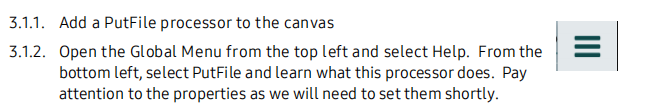 3.1.1. Add a PutFile processor to the canvas
3.1.2. Open the Global Menu from the top left and select Help. From the
bottom left, select PutFile and learn what this processor does. Pay
attention to the properties as we will need to set them shortly.